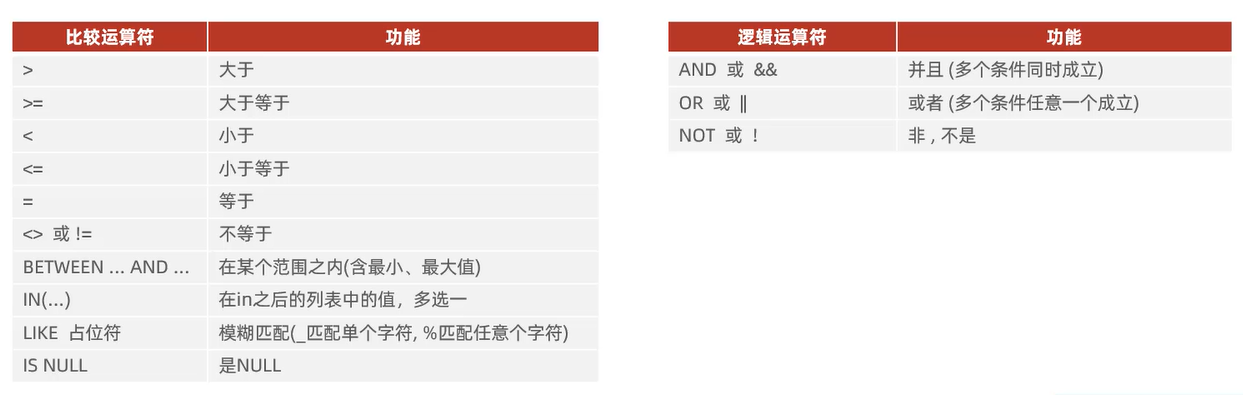 比较运算符 功能
> 大于
>= 大于等于
< 小于
<= 小于等于
= 等于
<> 或 != 不等于
BETWEEN ... AND ... 在某个范围之内(含最小、最大值)
IN(...) 在in之后的列表中的值，多选一
LIKE 占位符 模糊匹配(_匹配单个字符, %匹配任意个字符)
IS NULL 是NULL
逻辑运算符 功能
AND 或 && 并且 (多个条件同时成立)
OR 或 || 或者 (多个条件任意一个成立)
NOT 或 ! 非 , 不是